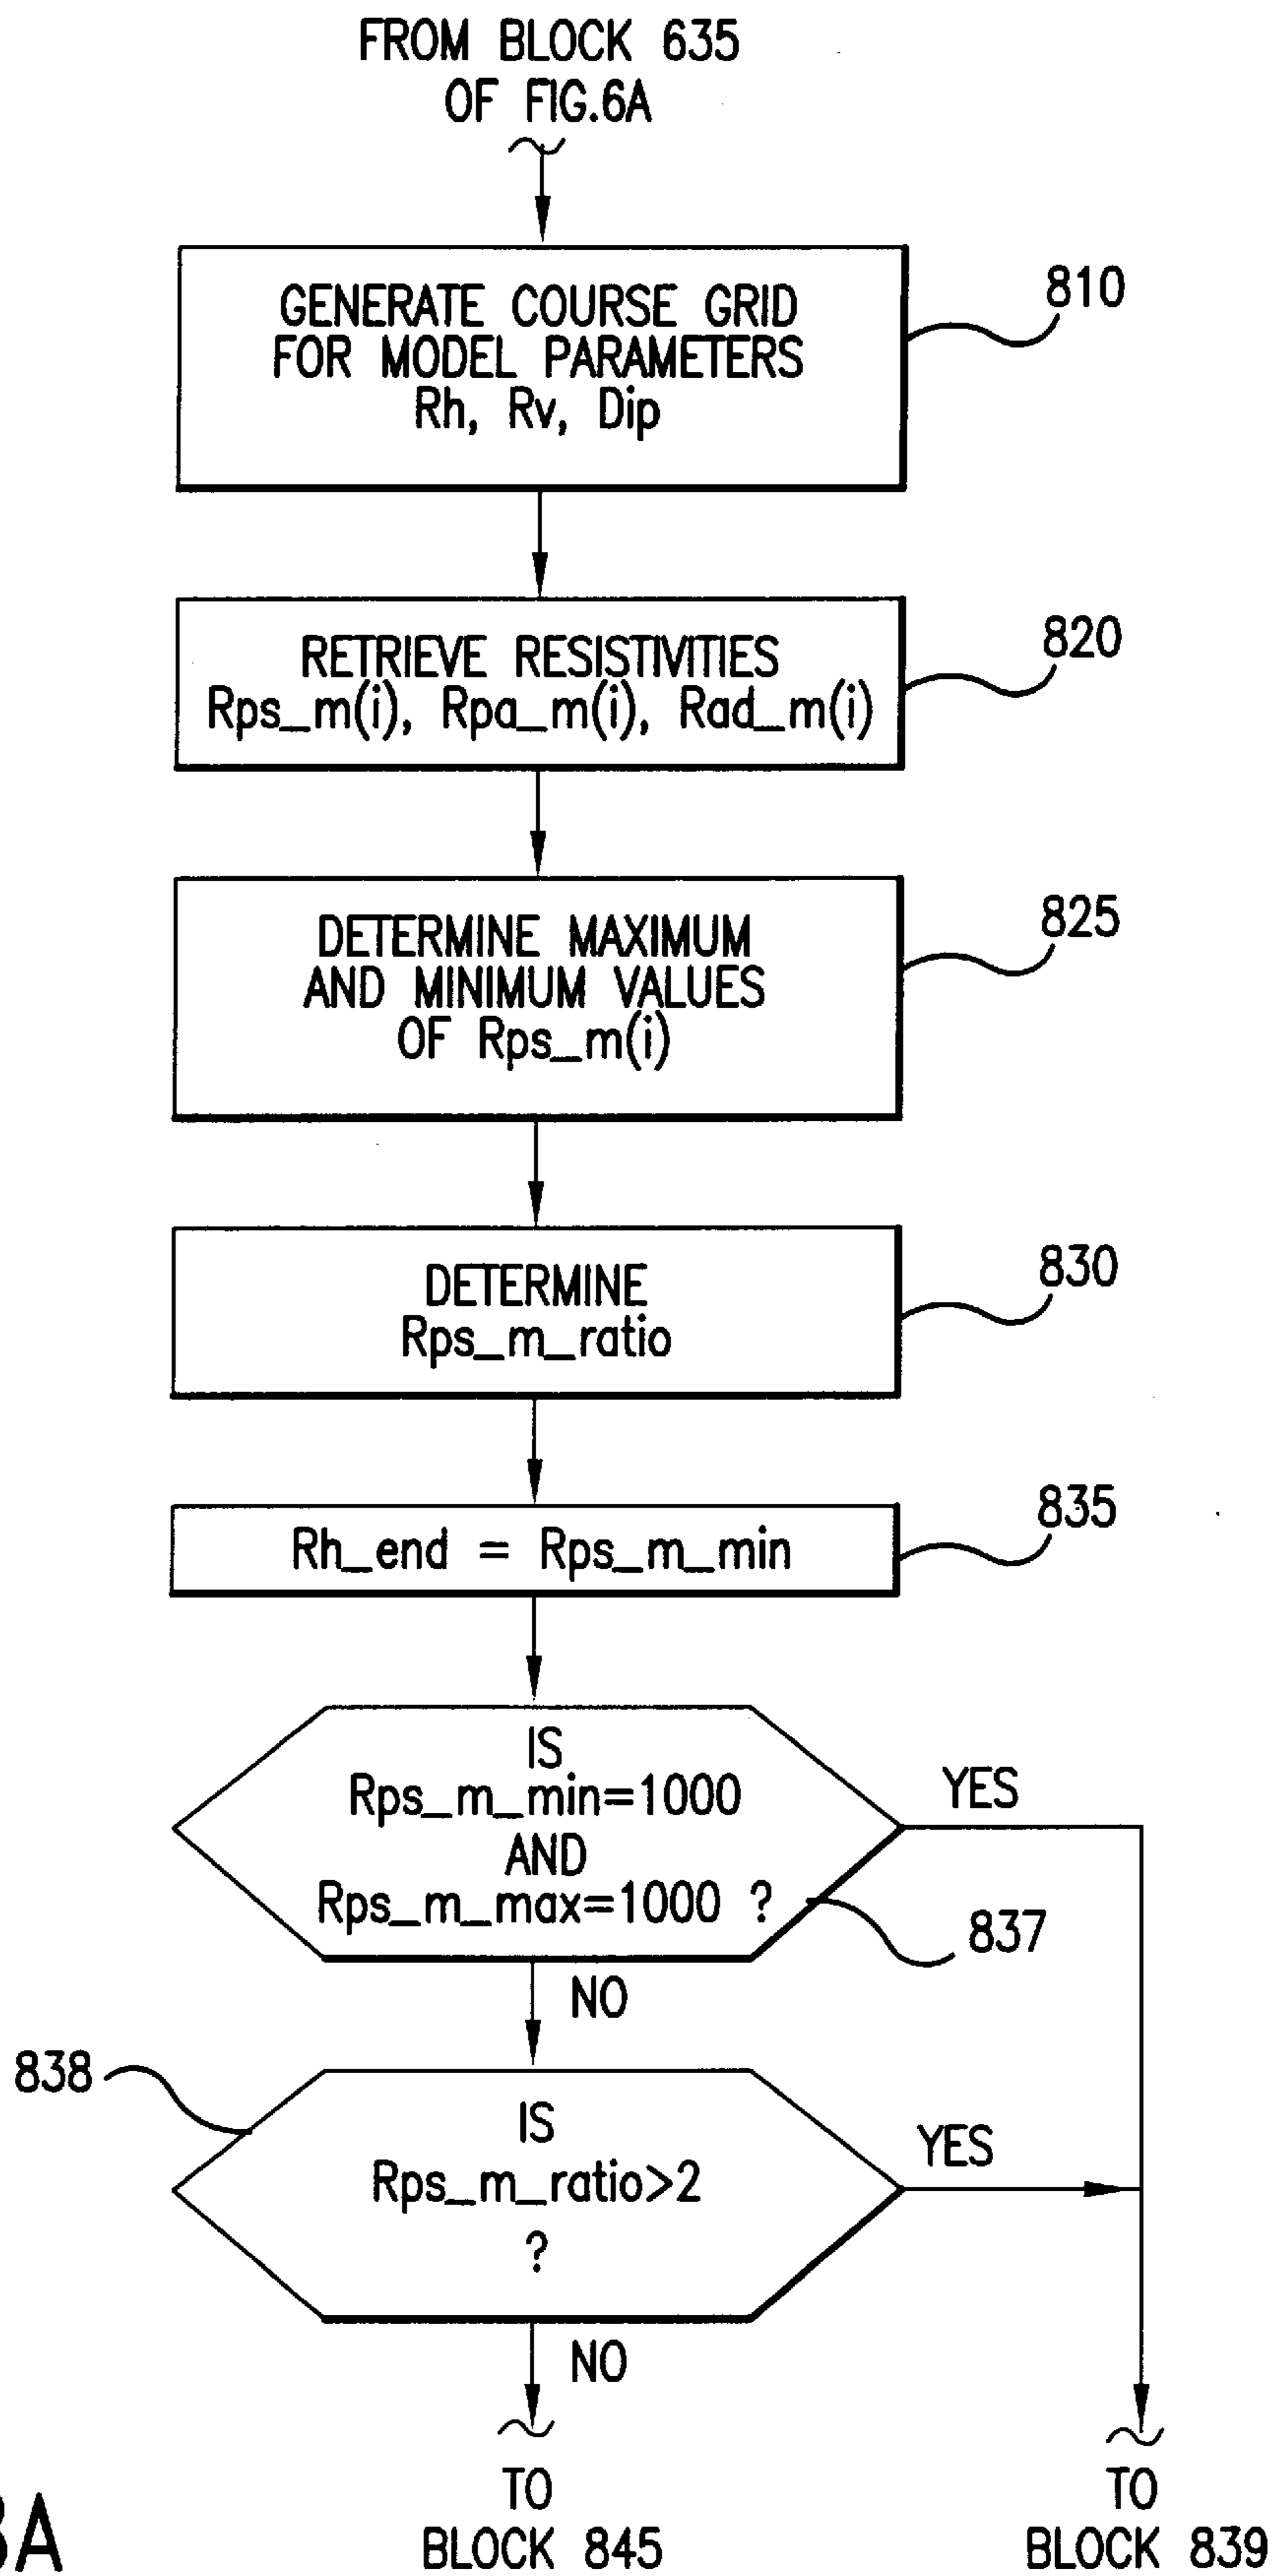 FROM BLOCK 635
OF FIG.6A
GENERATE COURSE GRID
FOR MODEL PARAMETERS
Rh, Rv, Dip
810
RETRIEVE RESISTIVITIES
Rps_m(i), Rpa_m(i), Rad_m(i)
820
DETERMINE MAXIMUM
AND MINIMUM VALUES
OF Rps_m(i)
825
DETERMINE
Rps_m_ratio
830
Rh_end = Rps_m_min
835
IS
Rps_m_min=1000
AND
Rps_m_max=1000 ?
YES
837
NO
838
IS
Rps_m_ratio>2
?
YES
NO
TO
BLOCK 845
TO
BLOCK 839
8A